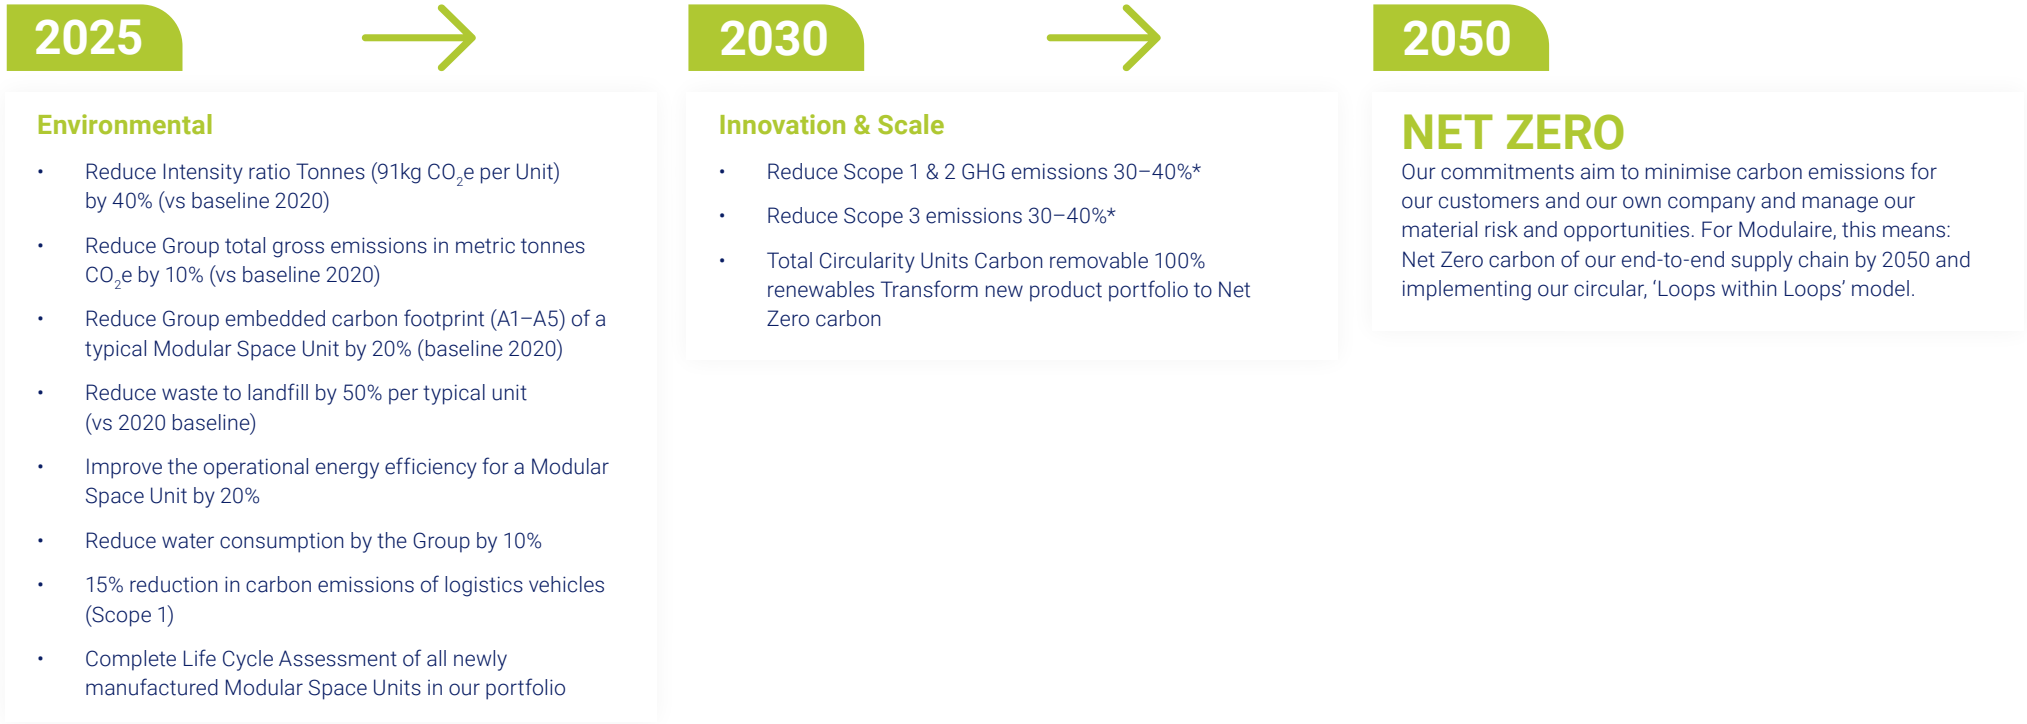 2025
Environmental
• Reduce Intensity ratio Tonnes (91kg CO₂e per Unit)
by 40% (vs baseline 2020)
• Reduce Group total gross emissions in metric tonnes
CO₂e by 10% (vs baseline 2020)
• Reduce Group embedded carbon footprint (A1–A5) of a
typical Modular Space Unit by 20% (baseline 2020)
• Reduce waste to landfill by 50% per typical unit
(vs 2020 baseline)
• Improve the operational energy efficiency for a Modular
Space Unit by 20%
• Reduce water consumption by the Group by 10%
• 15% reduction in carbon emissions of logistics vehicles
(Scope 1)
• Complete Life Cycle Assessment of all newly
manufactured Modular Space Units in our portfolio
2030
Innovation & Scale
• Reduce Scope 1 & 2 GHG emissions 30–40%*
• Reduce Scope 3 emissions 30–40%*
• Total Circularity Units Carbon removable 100%
renewables Transform new product portfolio to Net
Zero carbon
2050
NET ZERO
Our commitments aim to minimise carbon emissions for
our customers and our own company and manage our
material risk and opportunities. For Modulaire, this means:
Net Zero carbon of our end-to-end supply chain by 2050 and
implementing our circular, ‘Loops within Loops’ model.